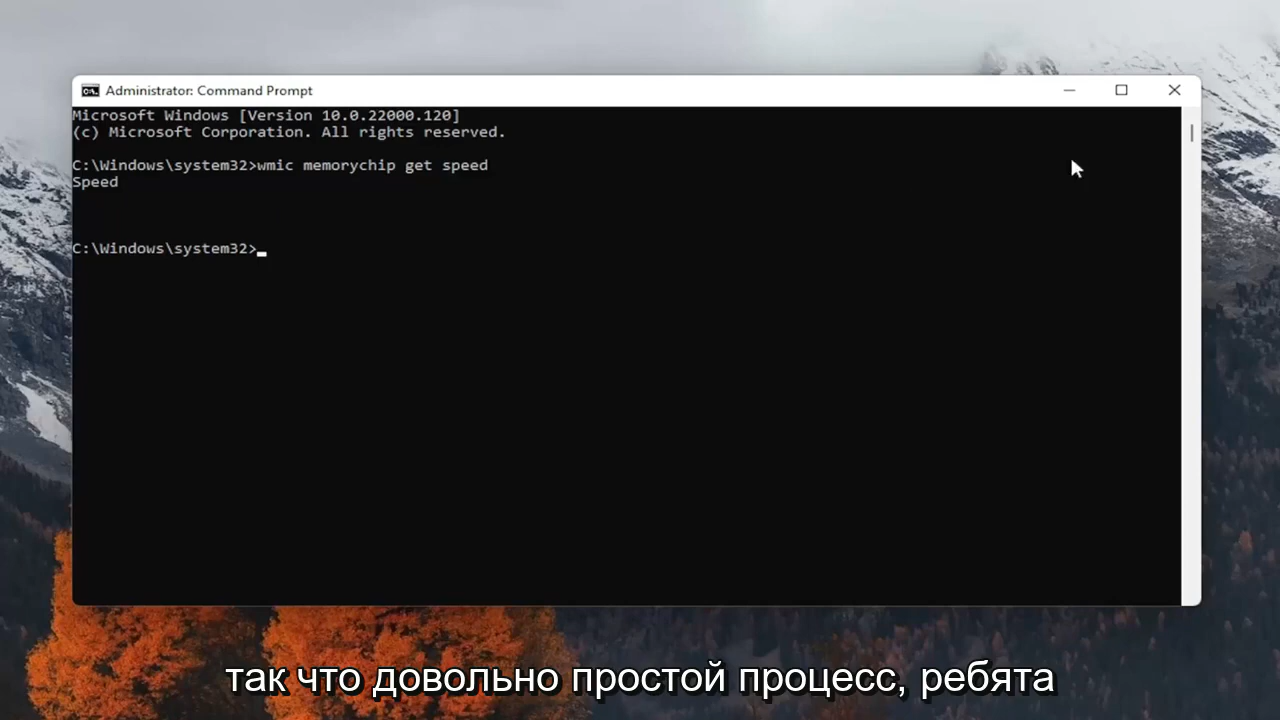 Administrator: Command Prompt
Microsoft Windows [Version 10.0.22000.120]
(c) Microsoft Corporation. All rights reserved.
C:\Windows\system32>wmic memorychip get speed
Speed
C:\Windows\system32>
так что довольно простой процесс, ребята